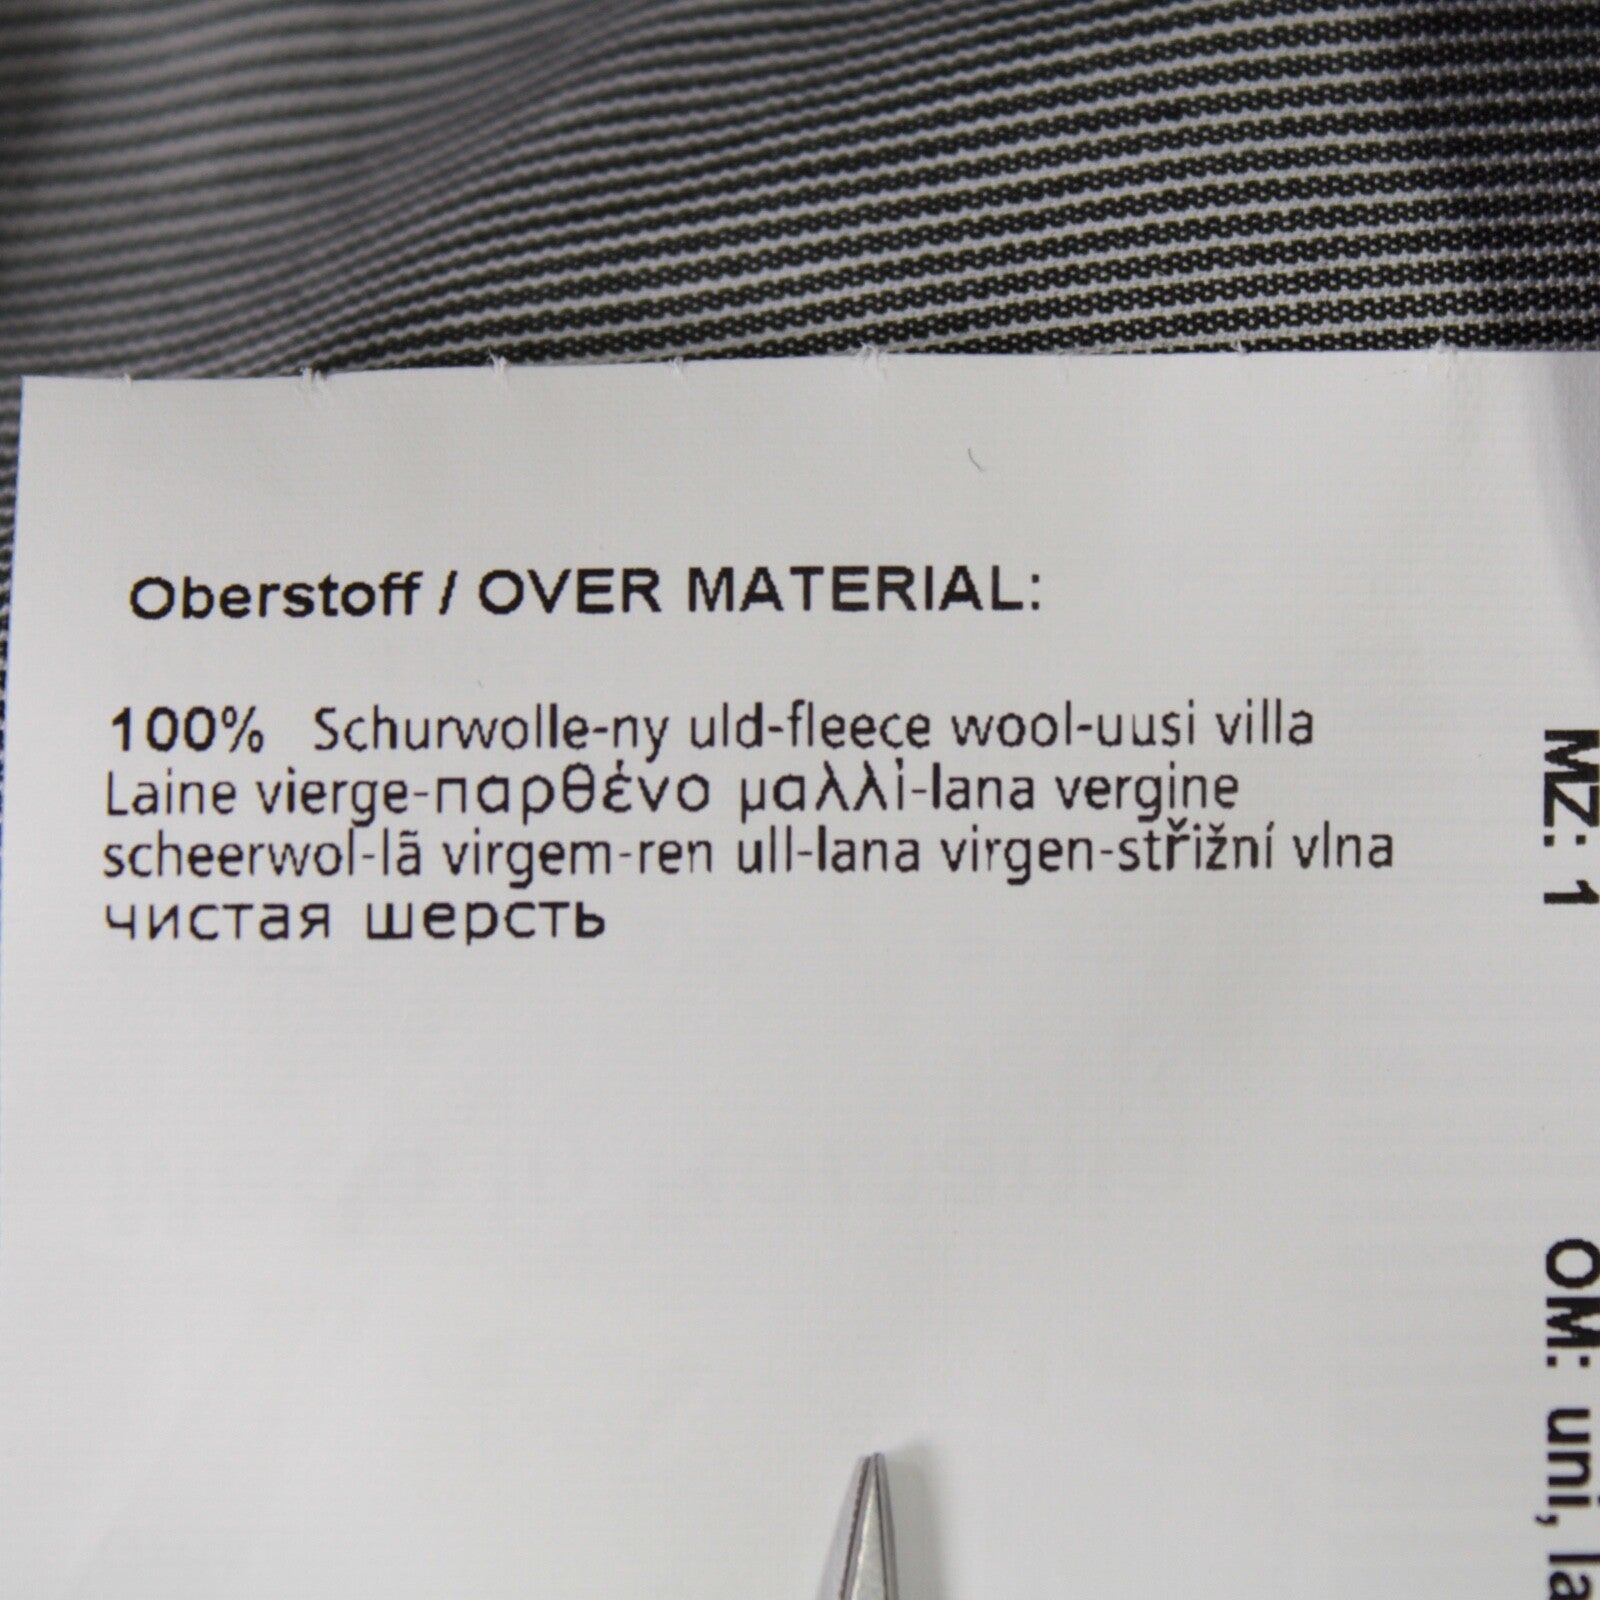 Oberstoff / OVER MATERIAL:
100% Schurwolle-ny uld-fleece wool-uusi villa
Laine vierge-παρθένο μαλλί-lana vergine
scheerwol-lã virgem-ren ull-lana virgen-střižní vlna
чистая шерсть
MZ: 1
OM: uni,